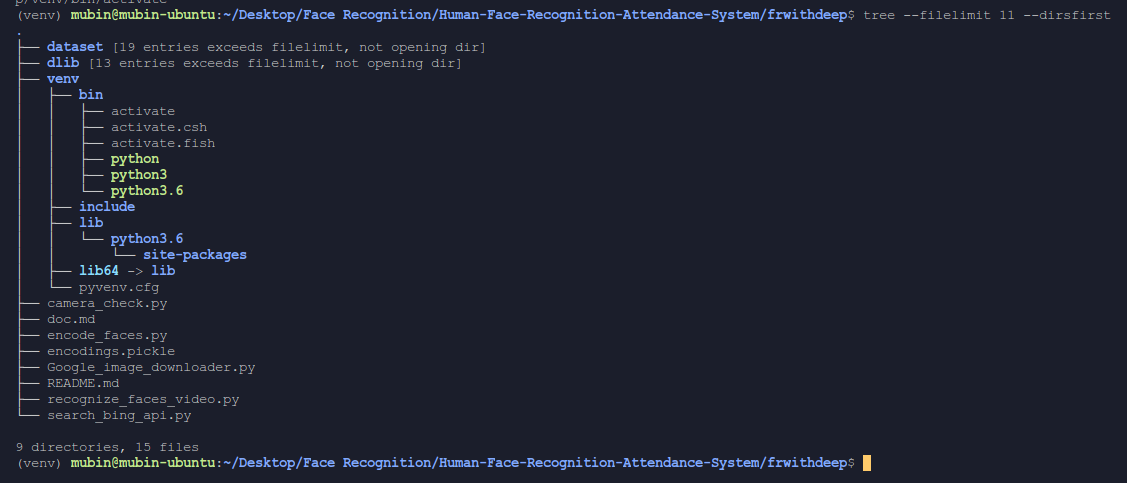 p/venv/bin/activate
(venv) mubin@mubin-ubuntu:~/Desktop/Face Recognition/Human-Face-Recognition-Attendance-System/frwithdeep$ tree --filelimit 11 --dirsfirst
.
├── dataset [19 entries exceeds filelimit, not opening dir]
├── dlib [13 entries exceeds filelimit, not opening dir]
├── venv
│   ├── bin
│   │   ├── activate
│   │   ├── activate.csh
│   │   ├── activate.fish
│   │   ├── python
│   │   ├── python3
│   │   └── python3.6
│   ├── include
│   ├── lib
│   │   └── python3.6
│   │       └── site-packages
│   ├── lib64 -> lib
│   └── pyvenv.cfg
├── camera_check.py
├── doc.md
├── encode_faces.py
├── encodings.pickle
├── Google_image_downloader.py
├── README.md
├── recognize_faces_video.py
└── search_bing_api.py

9 directories, 15 files
(venv) mubin@mubin-ubuntu:~/Desktop/Face Recognition/Human-Face-Recognition-Attendance-System/frwithdeep$